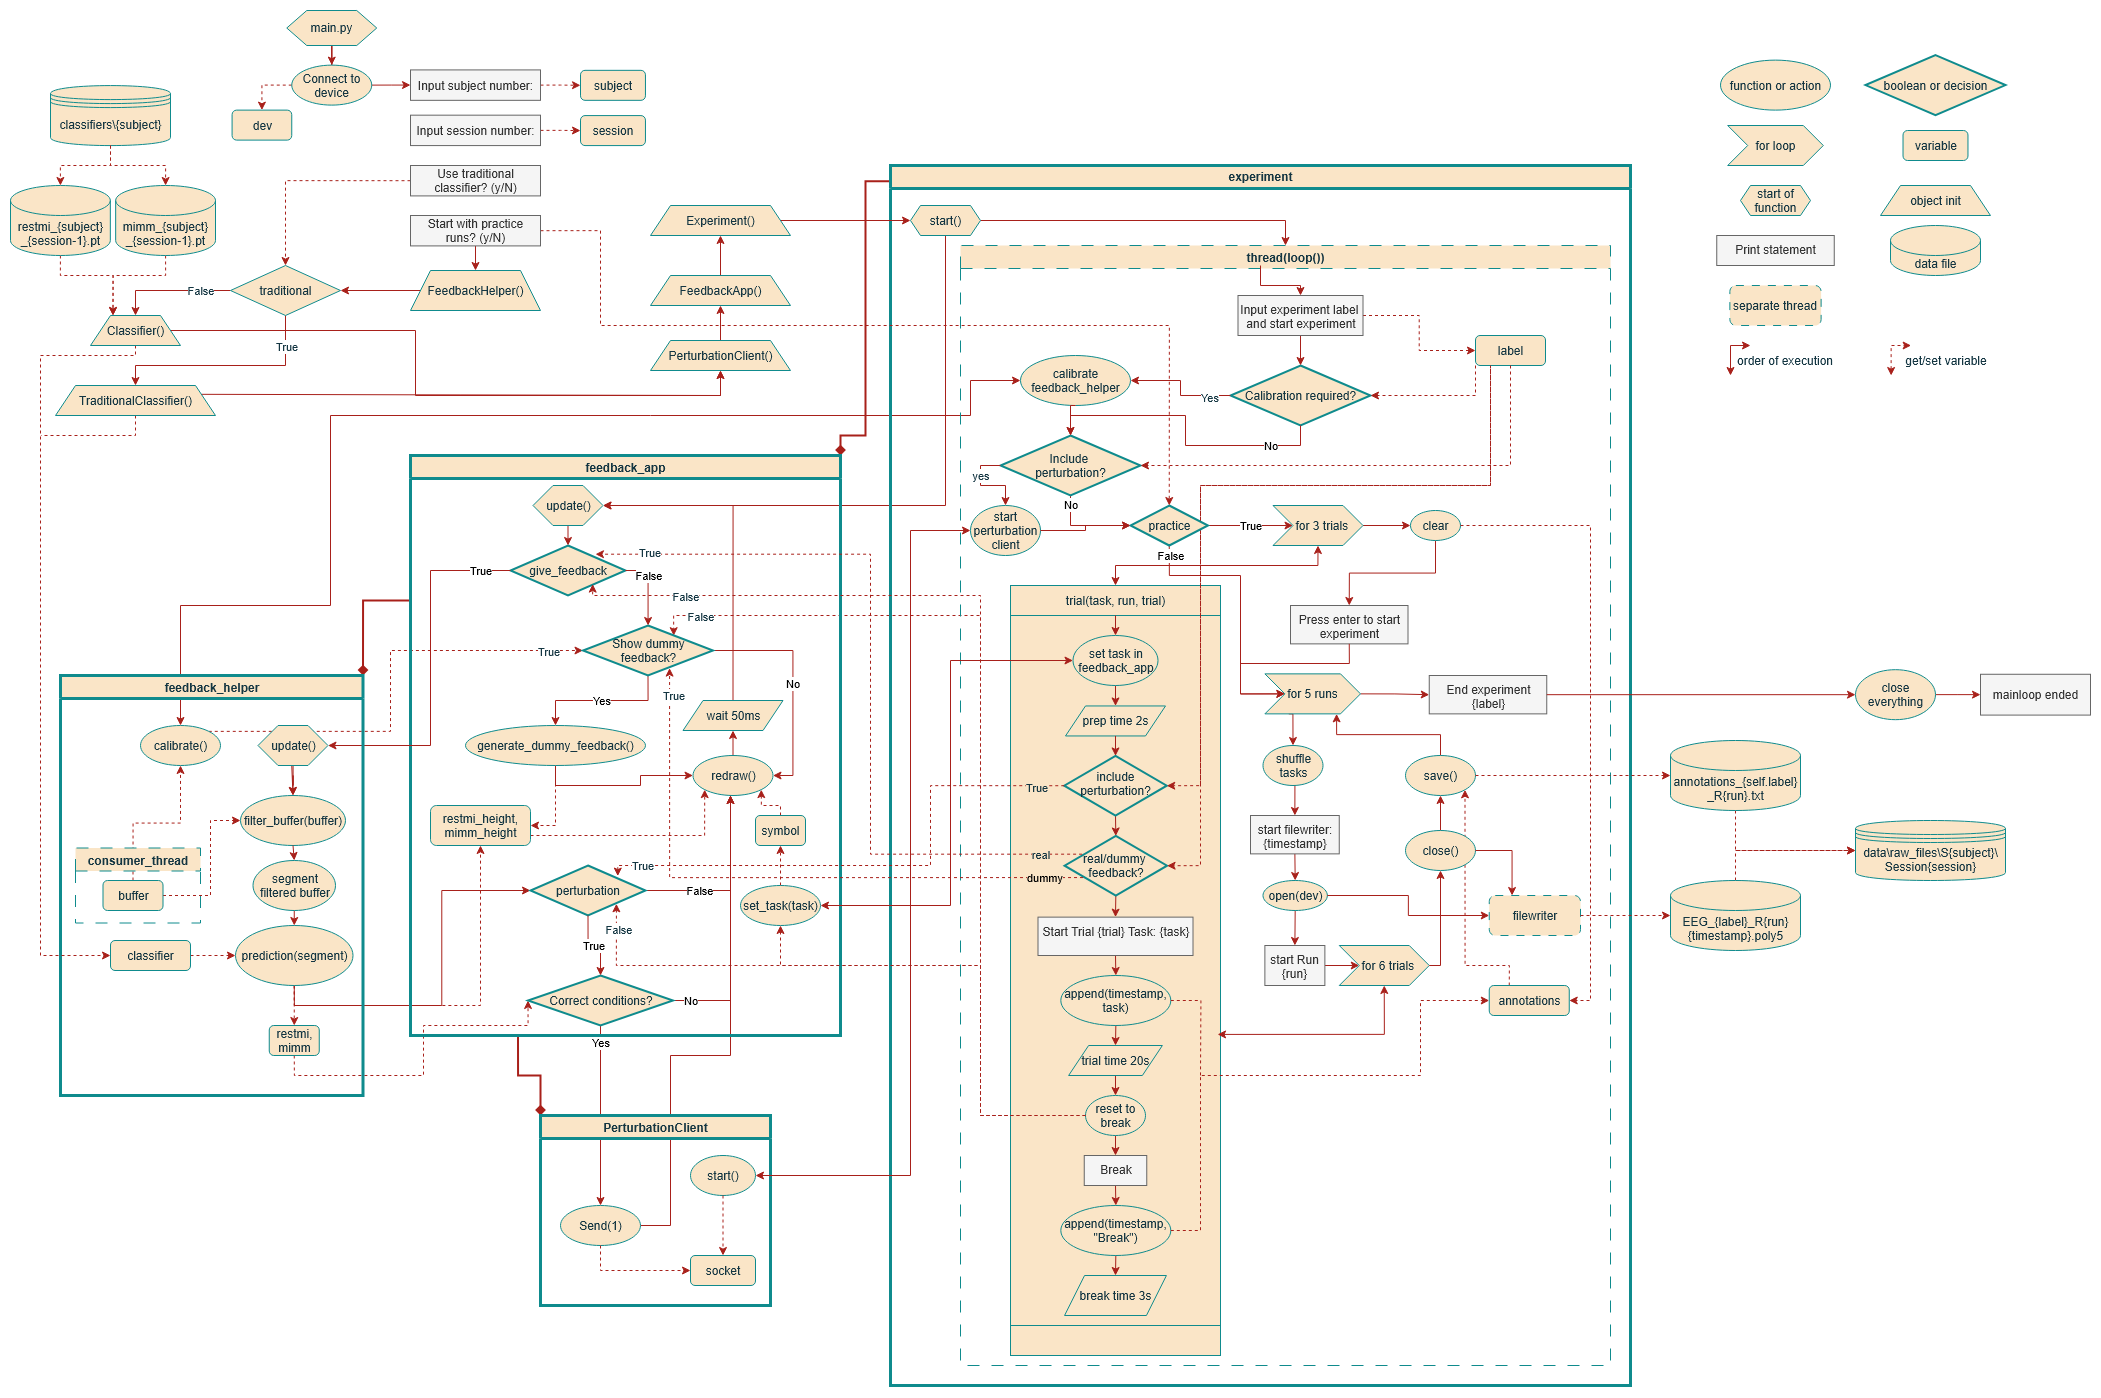 main.py
Connect to
device
Input subject number:
subject
classifiers\{subject}
dev
Input session number:
session
Use traditional
classifier? (y/N)
restmi_{subject}
_{session-1}.pt
mimm_{subject}
_{session-1}.pt
Start with practice
runs? (y/N)
False
traditional
FeedbackHelper()
Classifier()
True
TraditionalClassifier()
Experiment()
FeedbackApp()
PerturbationClient()
function or action
boolean or decision
for loop
variable
start of
function
object init
Print statement
data file
separate thread
order of execution
get/set variable
experiment
start()
thread(loop())
Input experiment label
and start experiment
label
calibrate
feedback_helper
Yes
Calibration required?
No
Include
perturbation?
yes
No
start
perturbation
client
practice
True
False
for 3 trials
clear
Press enter to start
experiment
trial(task, run, trial)
set task in
feedback_app
prep time 2s
include
perturbation?
True
real
real/dummy
feedback?
dummy
Start Trial {trial} Task: {task}
append(timestamp,
task)
trial time 20s
reset to
break
Break
append(timestamp,
"Break")
break time 3s
for 5 runs
End experiment
{label}
close
everything
mainloop ended
shuffle
tasks
start filewriter:
{timestamp}
open(dev)
start Run
{run}
for 6 trials
save()
close()
filewriter
annotations
annotations_{self.label}
_R{run}.txt
data\raw_files\S{subject}\
Session{session}
EEG_{label}_R{run}
{timestamp}.poly5
feedback_app
update()
True
give_feedback
True
False
False
False
Show dummy
feedback?
True
True
No
Yes
wait 50ms
generate_dummy_feedback()
redraw()
restmi_height,
mimm_height
symbol
True
perturbation
False
set_task(task)
False
True
Correct conditions?
No
Yes
feedback_helper
calibrate()
update()
filter_buffer(buffer)
consumer_thread
buffer
segment
filtered buffer
classifier
prediction(segment)
restmi,
mimm
PerturbationClient
start()
Send(1)
socket